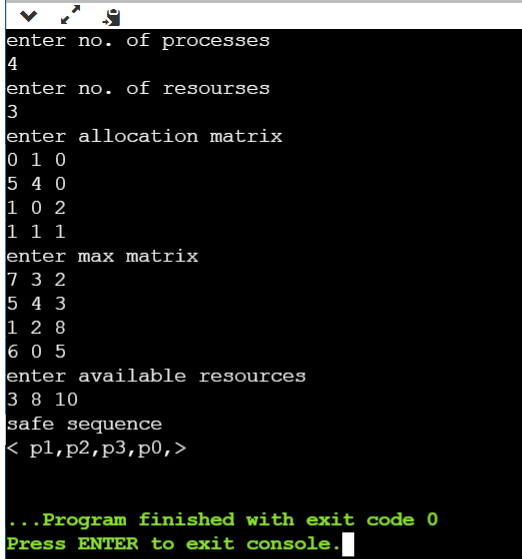 enter no. of processes
4
enter no. of resourses
3
enter allocation matrix
0 1 0
5 4 0
1 0 2
1 1 1
enter max matrix
7 3 2
5 4 3
1 2 8
6 0 5
enter available resources
3 8 10
safe sequence
< p1,p2,p3,p0,>
...Program finished with exit code 0
Press ENTER to exit console.